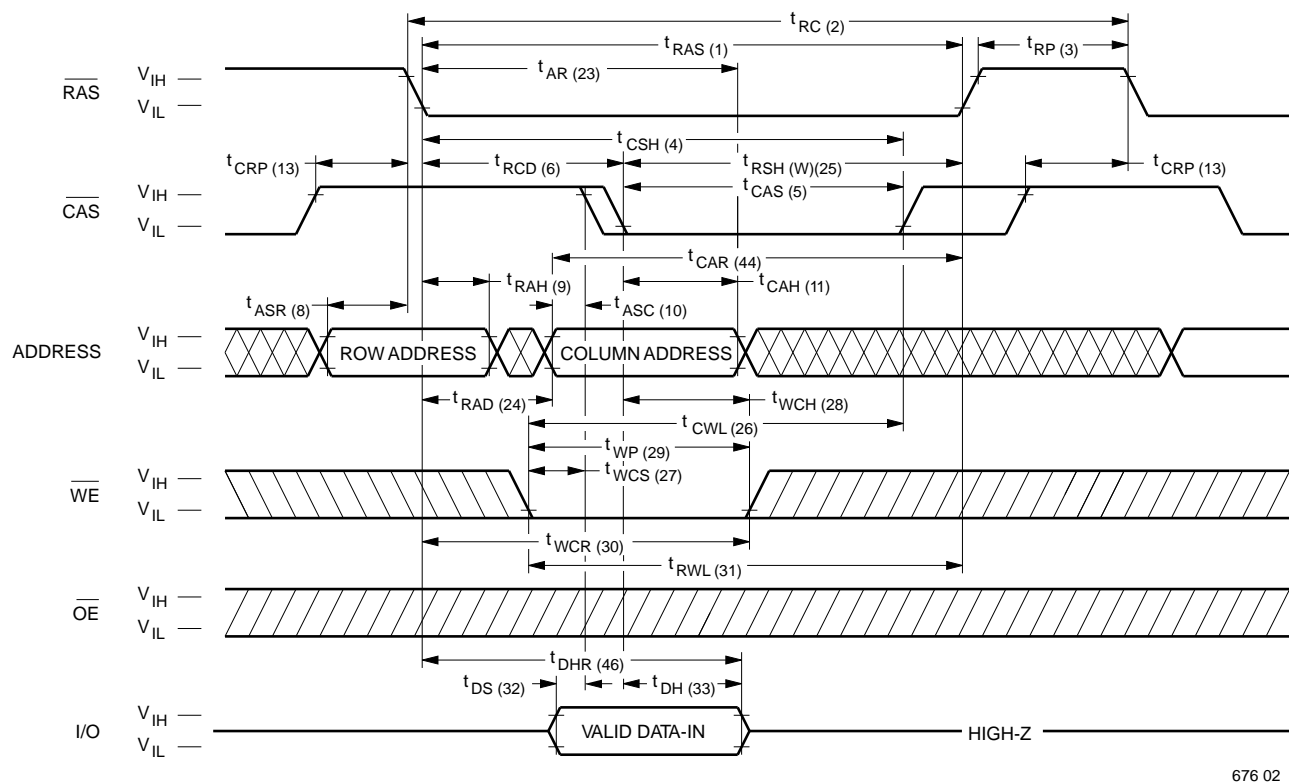 t RC (2)
t RAS (1)
t RP (3)
t AR (23)
RAS
V IH
V IL
t CSH (4)
t CRP (13)
t RCD (6)
t RSH (W)(25)
t CRP (13)
t CAS (5)
CAS
V IH
V IL
t CAR (44)
t RAH (9)
t CAH (11)
t ASR (8)
t ASC (10)
ADDRESS
V IH
V IL
ROW ADDRESS
COLUMN ADDRESS
t RAD (24)
t WCH (28)
t CWL (26)
t WP (29)
t WCS (27)
WE
V IH
V IL
t WCR (30)
t RWL (31)
OE
V IH
V IL
t DHR (46)
t DS (32)
t DH (33)
I/O
V IH
V IL
VALID DATA-IN
HIGH-Z
676 02